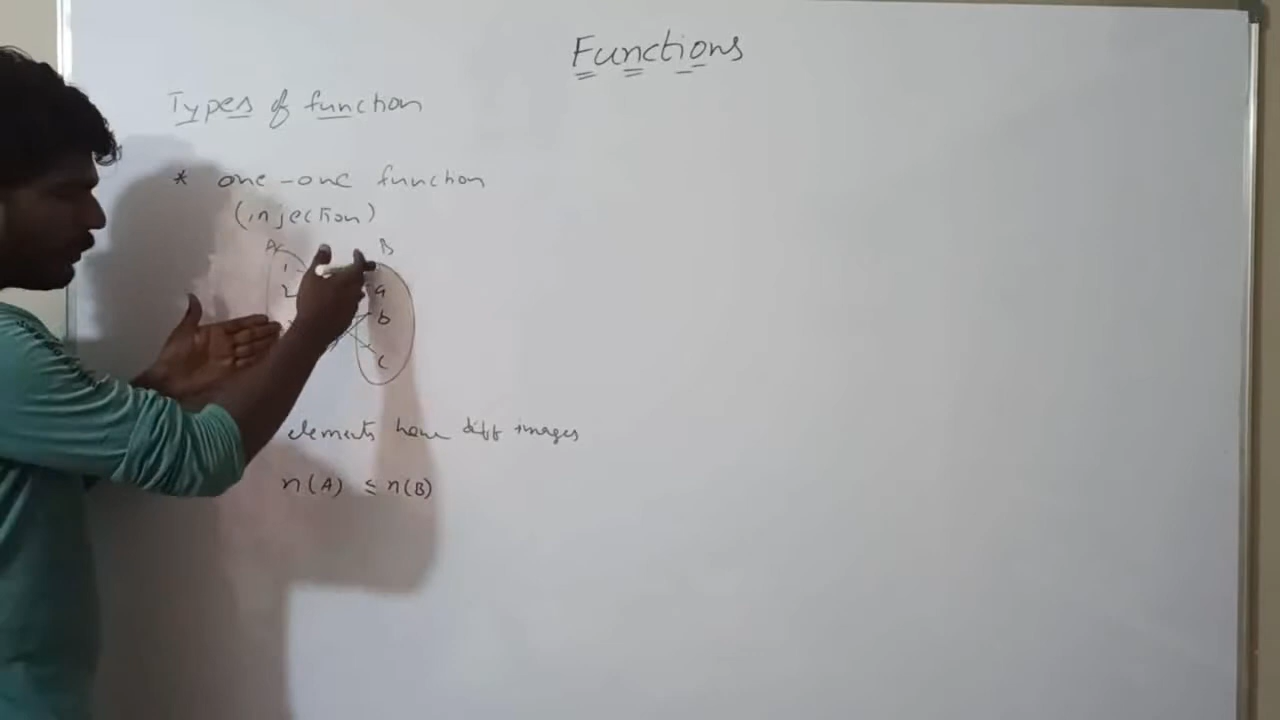 Functions
Types of function
* one-one function
(injection)
A B
1
2 a
b
c
elements have diff images
n(A) ≤ n(B)